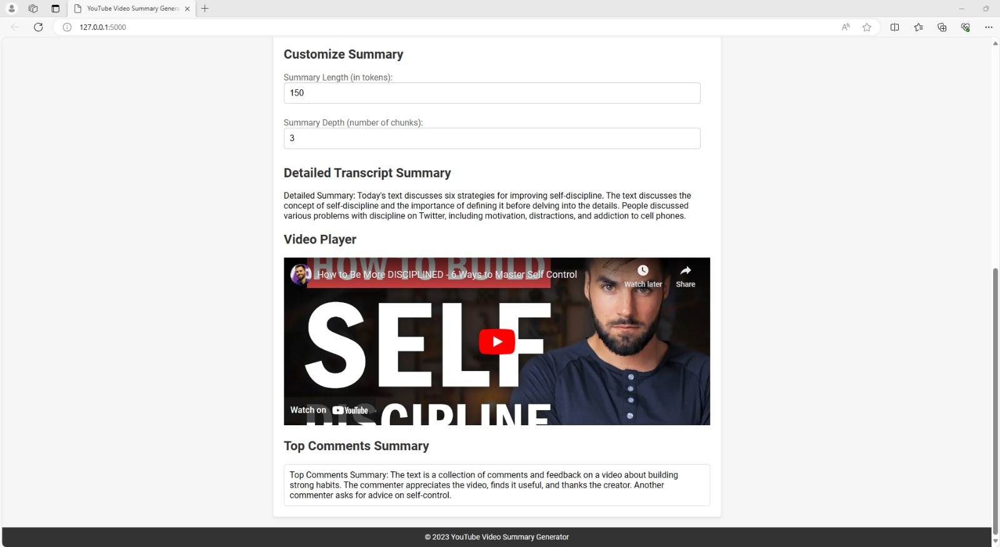 YouTube Video Summary Genera
127.0.0.1:5000
Customize Summary
Summary Length (in tokens):
150
Summary Depth (number of chunks):
3
Detailed Transcript Summary
Detailed Summary: Today's text discusses six strategies for improving self-discipline. The text discusses the
concept of self-discipline and the importance of defining it before delving into the details. People discussed
various problems with discipline on Twitter, including motivation, distractions, and addiction to cell phones.
Video Player
HOW TO BUILD
How to Be More DISCIPLINED - 6 Ways to Master Self Control
Watch later
Share
SELF
Watch on YouTube
DISCIPLINE
Top Comments Summary
Top Comments Summary: The text is a collection of comments and feedback on a video about building
strong habits. The commenter appreciates the video, finds it useful, and thanks the creator. Another
commenter asks for advice on self-control.
© 2023 YouTube Video Summary Generator